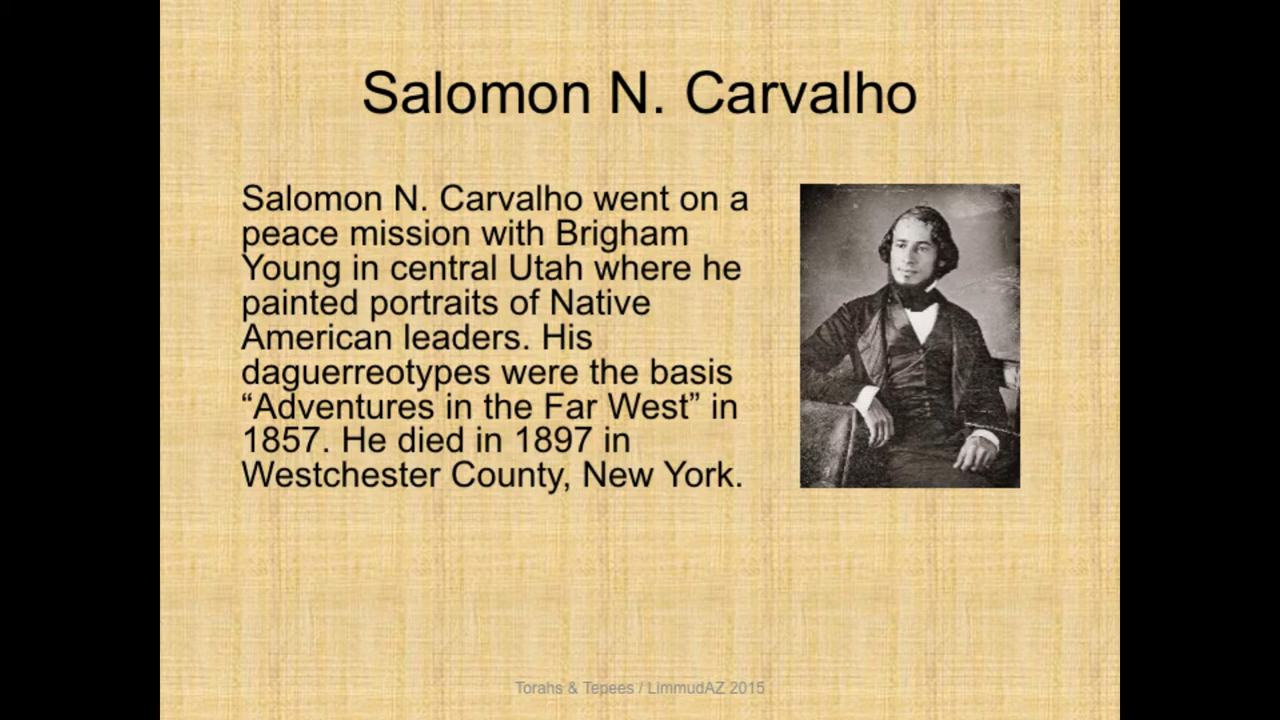 Salomon N. Carvalho
Salomon N. Carvalho went on a
peace mission with Brigham
Young in central Utah where he
painted portraits of Native
American leaders. His
daguerreotypes were the basis
“Adventures in the Far West” in
1857. He died in 1897 in
Westchester County, New York.
Torahs & Tepees / LimmudAZ 2015